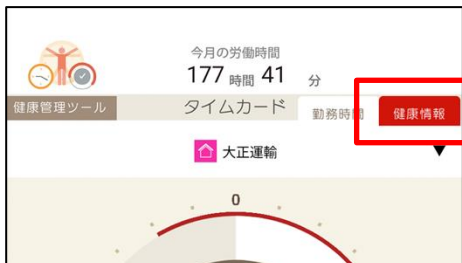 今月の労働時間
177 時間 41 分
健康管理ツール
タイムカード
勤務時間
健康情報
大正運輸 ▼
0